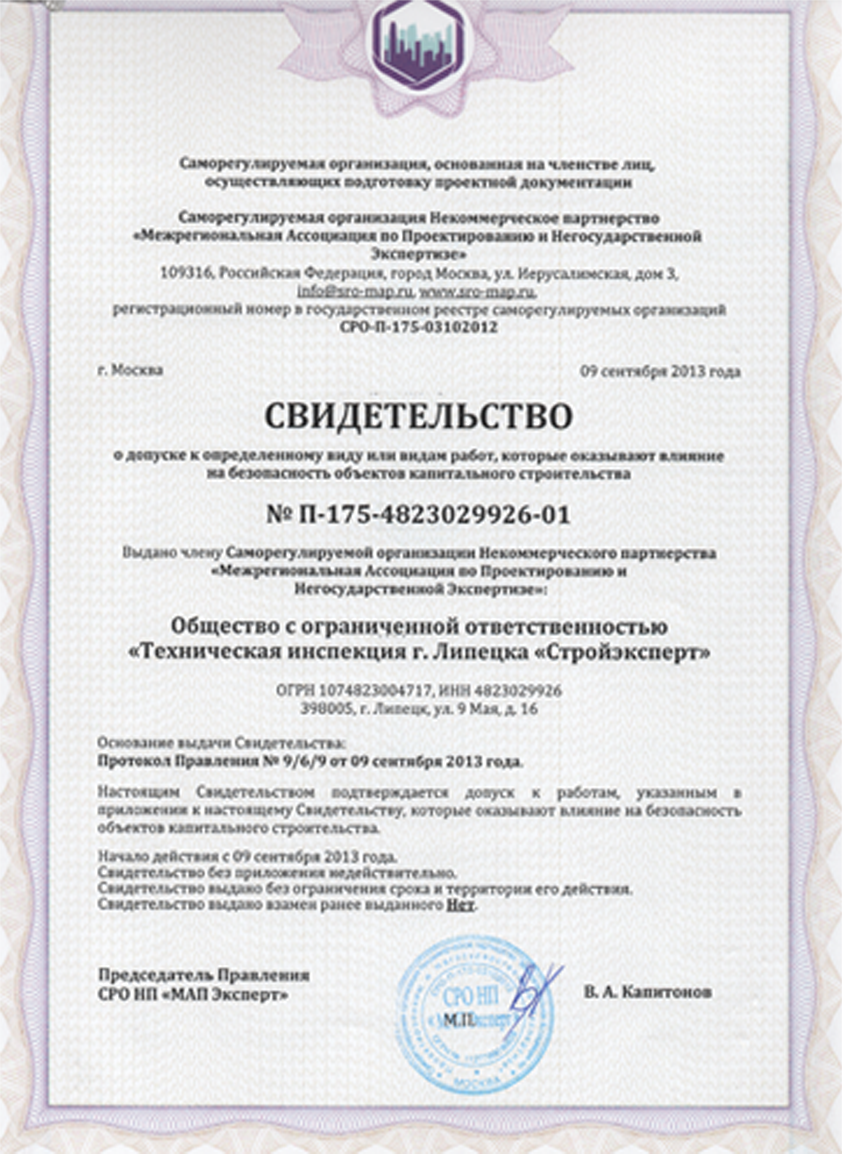 Саморегулируемая организация, основанная на членстве лиц,
осуществляющих подготовку проектной документации
Саморегулируемая организация Некоммерческое партнерство
«Межрегиональная Ассоциация по Проектированию и Негосударственной
Экспертизе»
109316, Российская Федерация, город Москва, ул. Иерусалимская, дом 3,
info@sro-map.ru, www.sro-map.ru,
регистрационный номер в государственном реестре саморегулируемых организаций
СРО-П-175-03102012
г. Москва 09 сентября 2013 года
СВИДЕТЕЛЬСТВО
о допуске к определенному виду или видам работ, которые оказывают влияние
на безопасность объектов капитального строительства
№ П-175-4823029926-01
Выдано члену Саморегулируемой организации Некоммерческого партнерства
«Межрегиональная Ассоциация по Проектированию и
Негосударственной Экспертизе»:
Общество с ограниченной ответственностью
«Техническая инспекция г. Липецка «Стройэксперт»
ОГРН 1074823004717, ИНН 4823029926
398005, г. Липецк, ул. 9 Мая, д. 16
Основание выдачи Свидетельства:
Протокол Правления № 9/6/9 от 09 сентября 2013 года.
Настоящим Свидетельством подтверждается допуск к работам, указанным в
приложении к настоящему Свидетельству, которые оказывают влияние на безопасность
объектов капитального строительства.
Начало действия с 09 сентября 2013 года.
Свидетельство без приложения недействительно.
Свидетельство выдано без ограничения срока и территории его действия.
Свидетельство выдано взамен ранее выданного Нет.
Председатель Правления
СРО НП «МАП Эксперт»
СРО НП
М.П.
МОСКВА
В. А. Капитонов